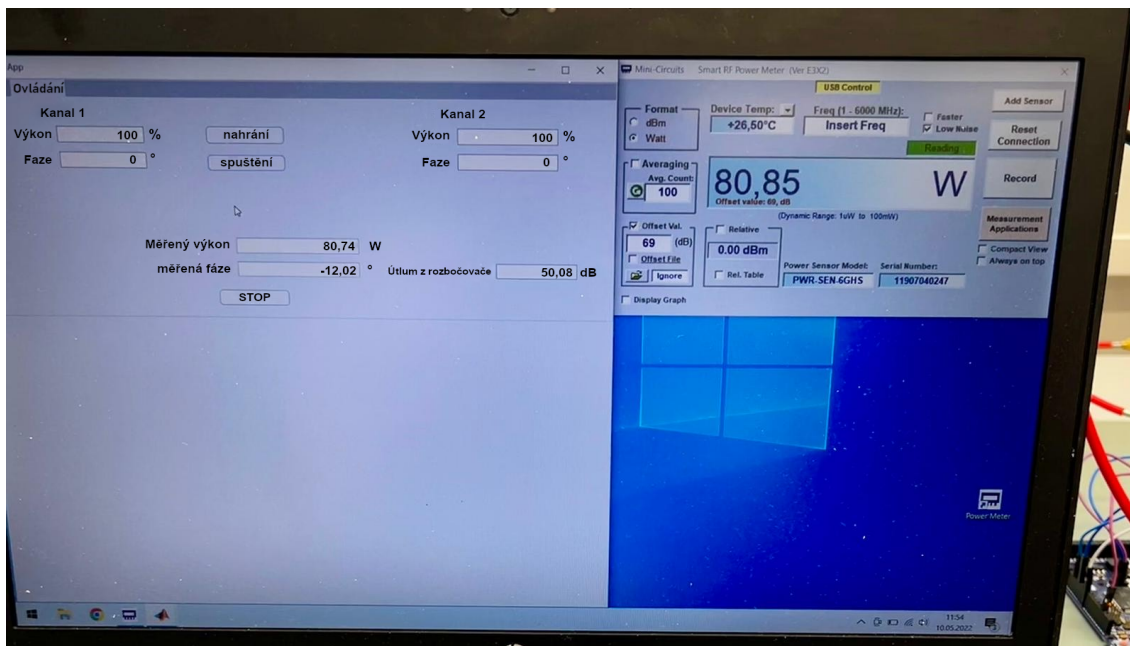 App
Ovládání
Kanal 1
Výkon 100 %
Faze 0 °
nahrání
spuštění
Kanal 2
Výkon 100 %
Faze 0 °
Měřený výkon 80,74 W
měřená fáze -12,02 °
Útlum z rozbočovače 50,08 dB
STOP
Mini-Circuits Smart RF Power Meter (Ver E3X2)
USB Control
Format
dBm
Watt
Device Temp:
+26,50°C
Freq (1 - 6000 MHz):
Insert Freq
Faster
Low Noise
Reading
Add Sensor
Reset
Connection
Record
Measurement
Applications
Compact View
Always on top
Averaging
Avg. Count:
100
80,85 W
Offset value: 69, dB
(Dynamic Range: 1uW to 100mW)
Offset Val.
69 (dB)
Offset File
Ignore
Relative
0.00 dBm
Rel. Table
Power Sensor Model:
PWR-SEN-6GHS
Serial Number:
11907040247
Display Graph
Power Meter
11:54
10.05.2022